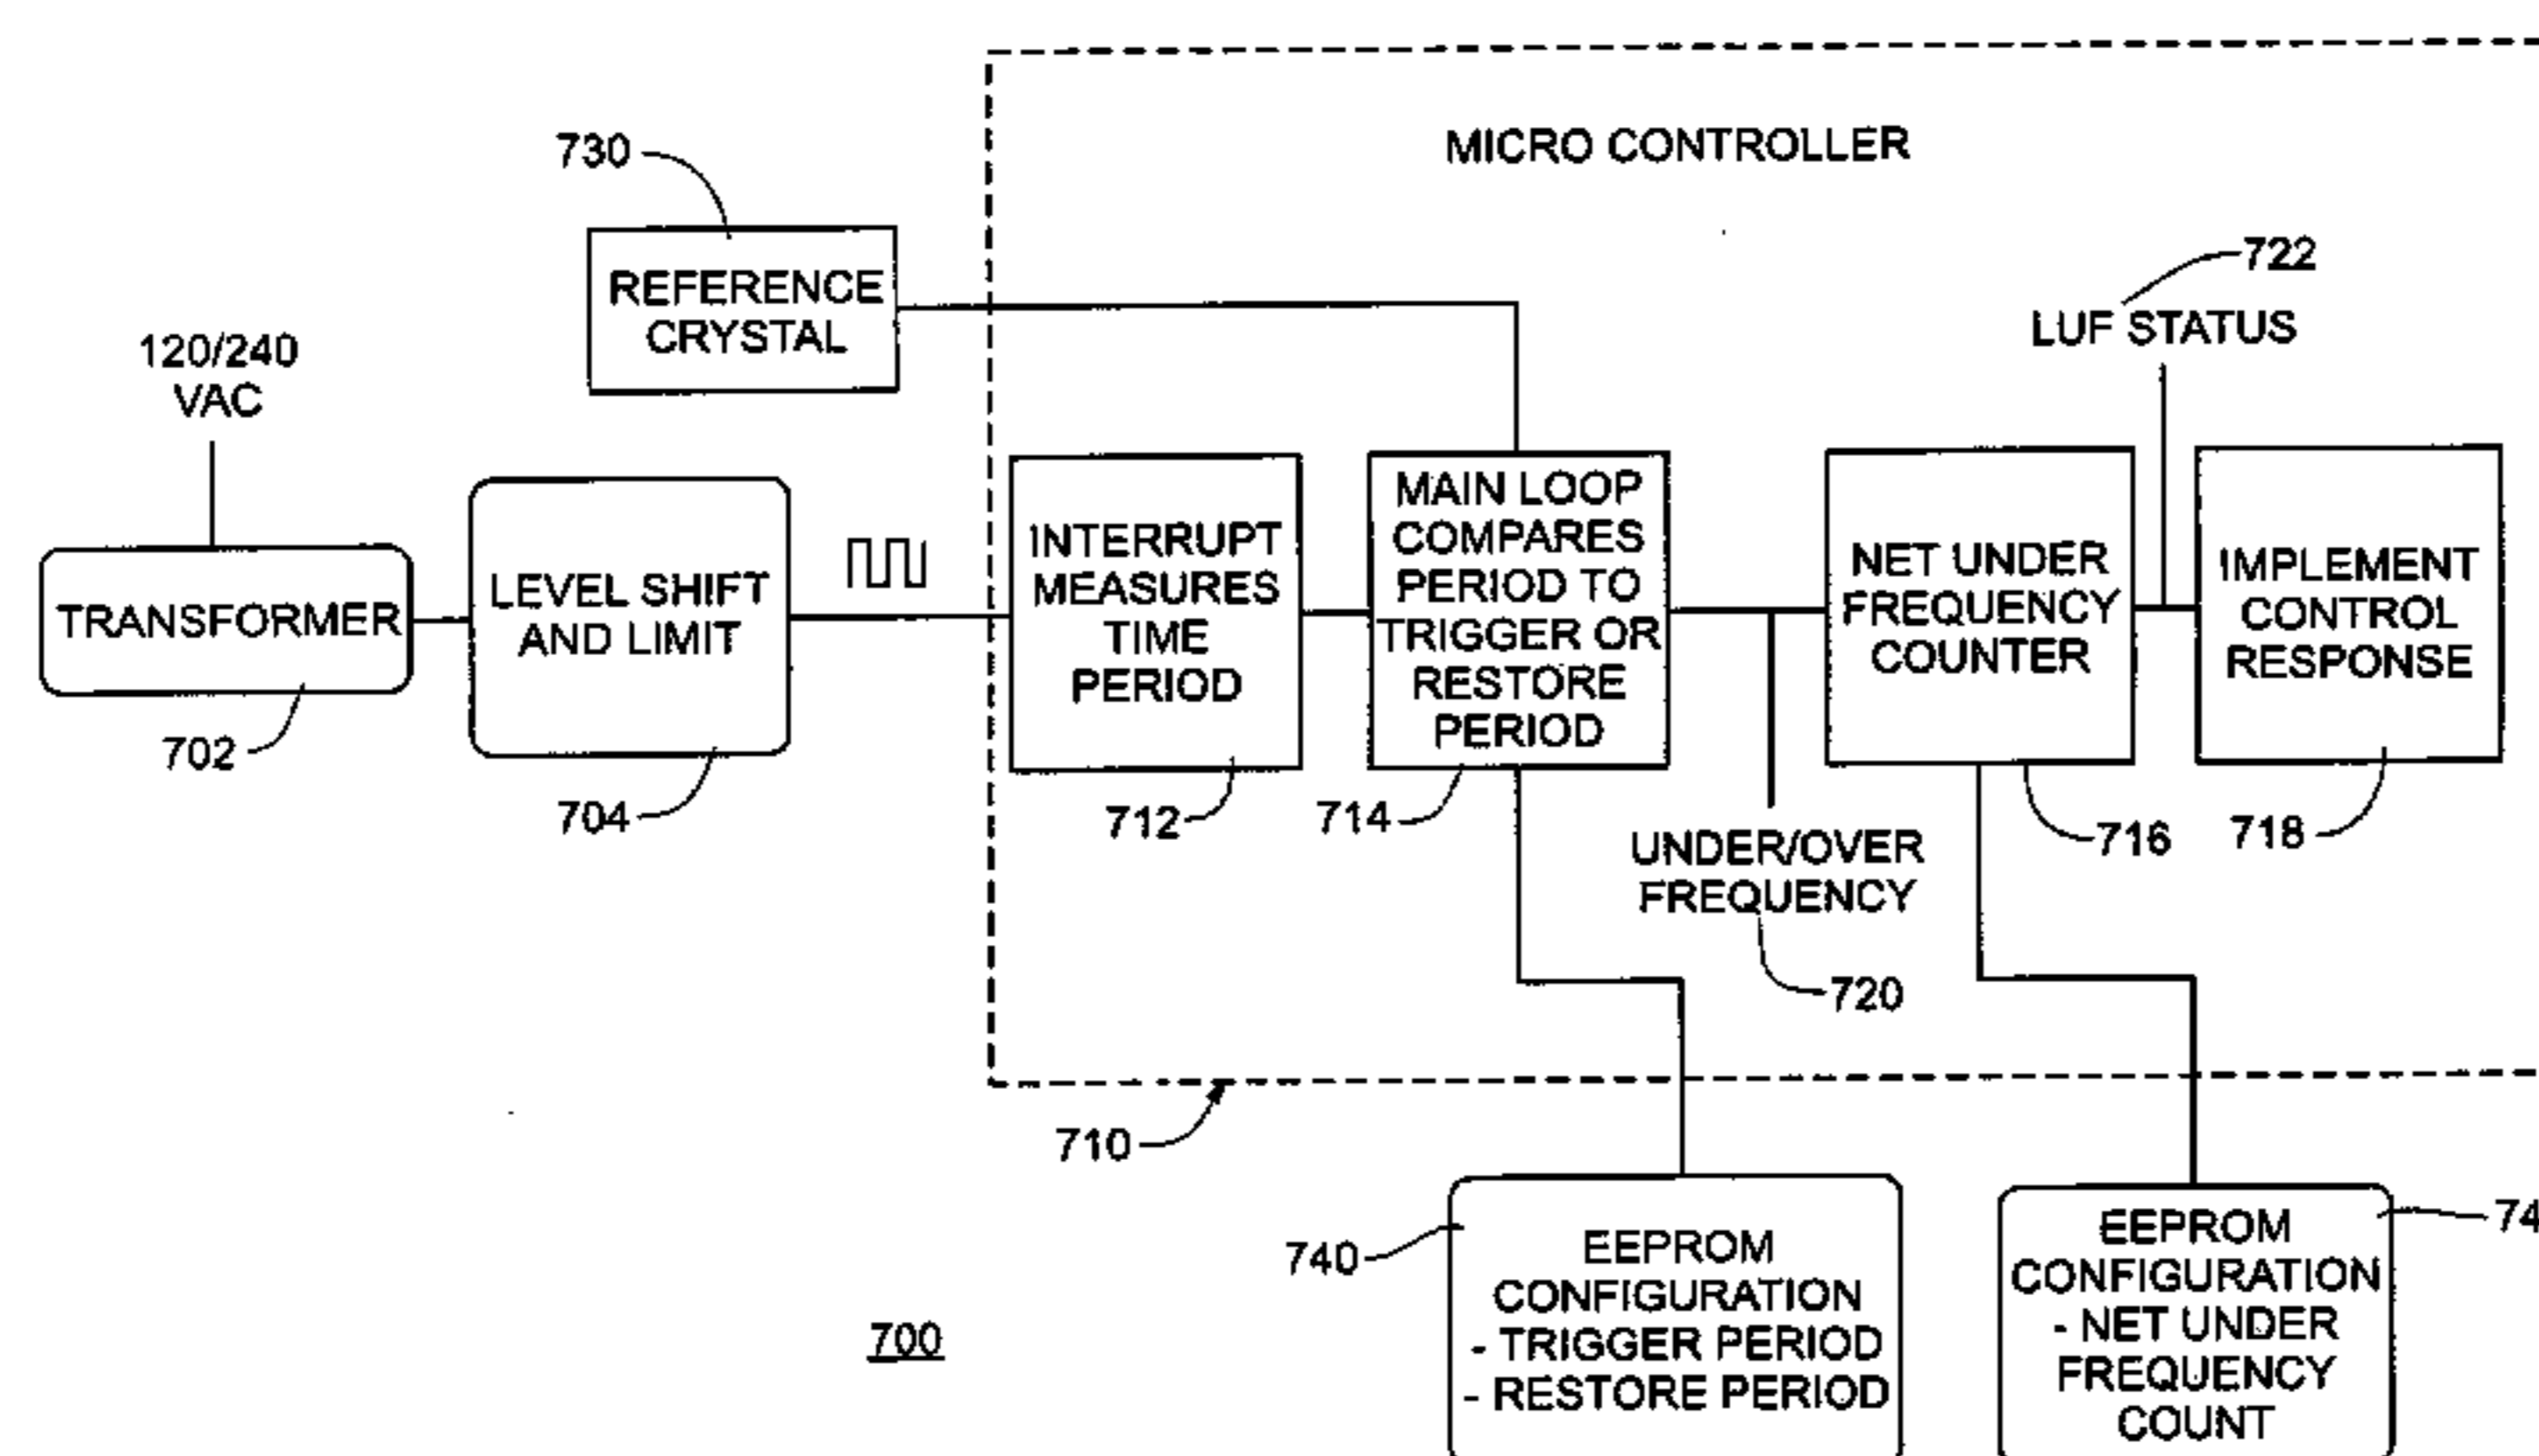 MICRO CONTROLLER
730
REFERENCE
CRYSTAL
722
LUF STATUS
120/240
VAC
TRANSFORMER
702
LEVEL SHIFT
AND LIMIT
704
INTERRUPT
MEASURES
TIME
PERIOD
712
MAIN LOOP
COMPARES
PERIOD TO
TRIGGER OR
RESTORE
PERIOD
714
UNDER/OVER
FREQUENCY
720
NET UNDER
FREQUENCY
COUNTER
716
IMPLEMENT
CONTROL
RESPONSE
718
710
740
EEPROM
CONFIGURATION
- TRIGGER PERIOD
- RESTORE PERIOD
EEPROM
CONFIGURATION
- NET UNDER
FREQUENCY
COUNT
700